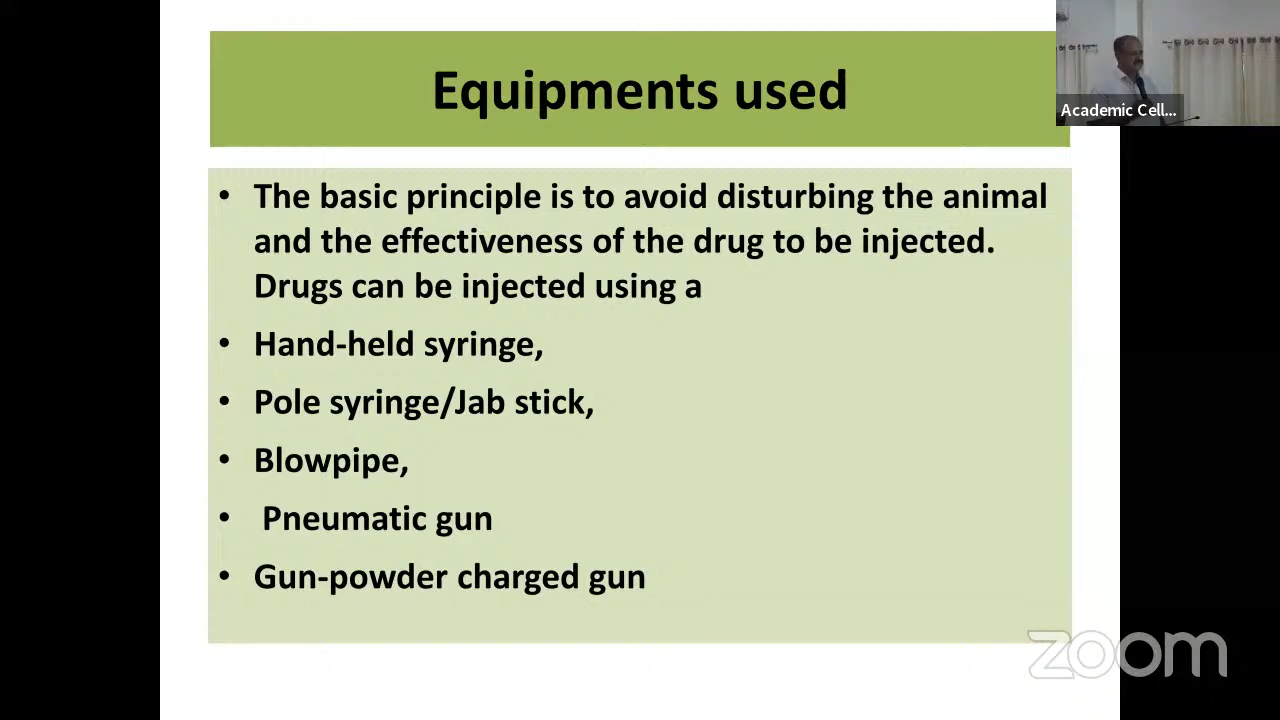 Equipments used
Academic Cell...
• The basic principle is to avoid disturbing the animal
and the effectiveness of the drug to be injected.
Drugs can be injected using a
• Hand-held syringe,
• Pole syringe/Jab stick,
• Blowpipe,
• Pneumatic gun
• Gun-powder charged gun
zoom